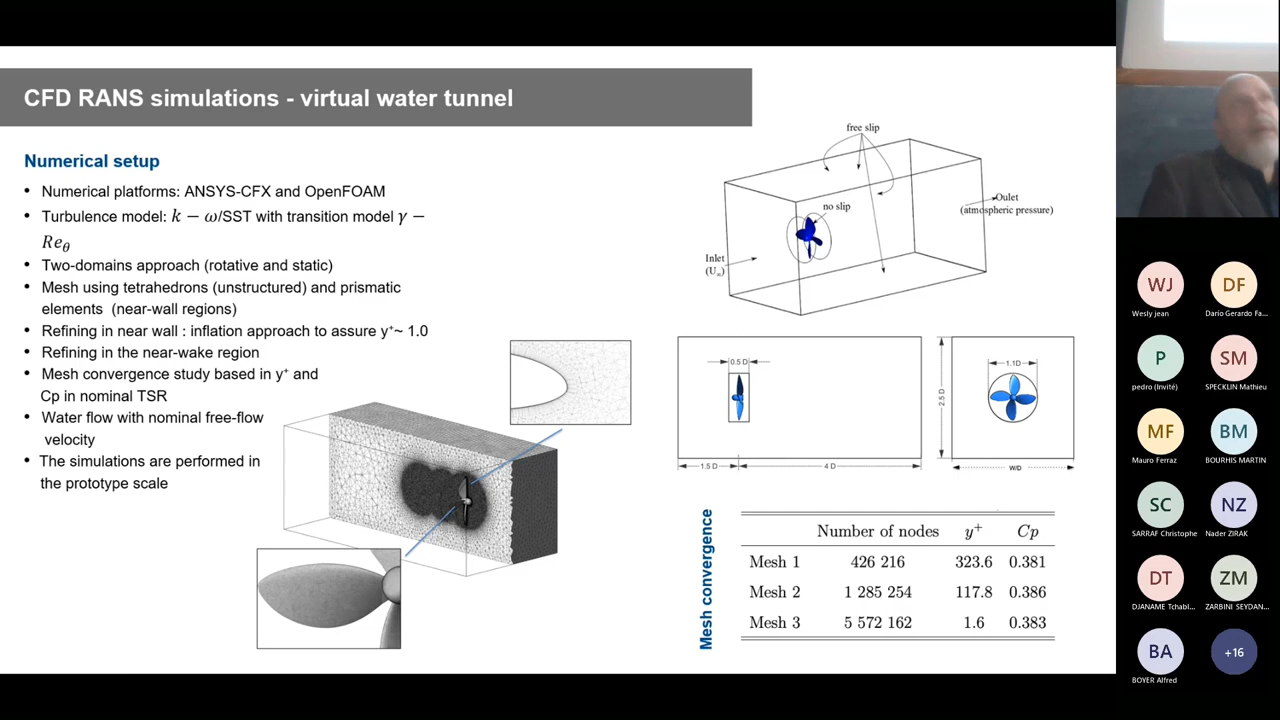 CFD RANS simulations - virtual water tunnel
Numerical setup
• Numerical platforms: ANSYS-CFX and OpenFOAM
• Turbulence model: k − ω/SST with transition model γ −
Reθ
• Two-domains approach (rotative and static)
• Mesh using tetrahedrons (unstructured) and prismatic
elements (near-wall regions)
• Refining in near wall : inflation approach to assure y⁺~ 1.0
• Refining in the near-wake region
• Mesh convergence study based in y⁺ and
Cp in nominal TSR
• Water flow with nominal free-flow
velocity
• The simulations are performed in
the prototype scale
free slip
no slip
Oulet
(atmospheric pressure)
Inlet
(U∞)
0.5 D
1.5 D
4 D
2.5 D
1.1D
W/D
Mesh convergence
Number of nodes y⁺ Cp
Mesh 1 426 216 323.6 0.381
Mesh 2 1 285 254 117.8 0.386
Mesh 3 5 572 162 1.6 0.383
WJ
Wesly jean
DF
Darío Gerardo Fa...
P
pedro (Invité)
SM
SPECKLIN Mathieu
MF
Mauro Ferraz
BM
BOURHIS MARTIN
SC
SARRAF Christophe
NZ
Nader ZIRAK
DT
DJANAME Tchabl...
ZM
ZARBINI SEYDAN...
BA
BOYER Alfred
+16